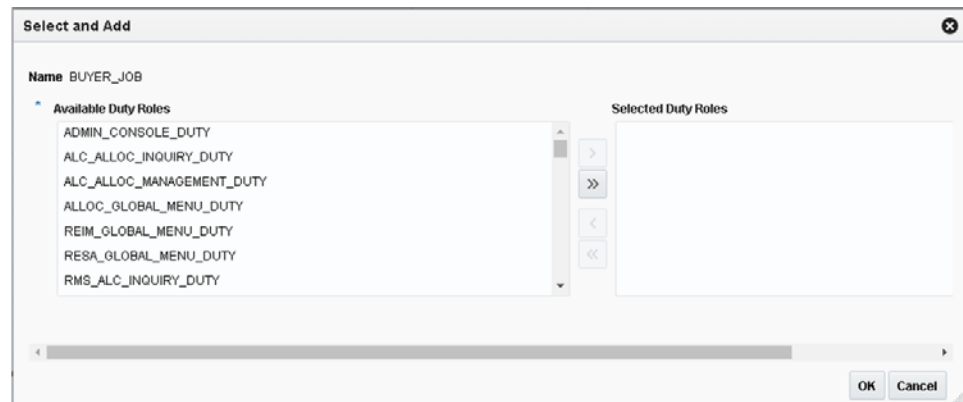 Select and Add
Name BUYER_JOB
* Available Duty Roles
Selected Duty Roles
ADMIN_CONSOLE_DUTY
ALC_ALLOC_INQUIRY_DUTY
ALC_ALLOC_MANAGEMENT_DUTY
ALLOC_GLOBAL_MENU_DUTY
REIM_GLOBAL_MENU_DUTY
RESA_GLOBAL_MENU_DUTY
RMS_ALC_INQUIRY_DUTY
OK Cancel